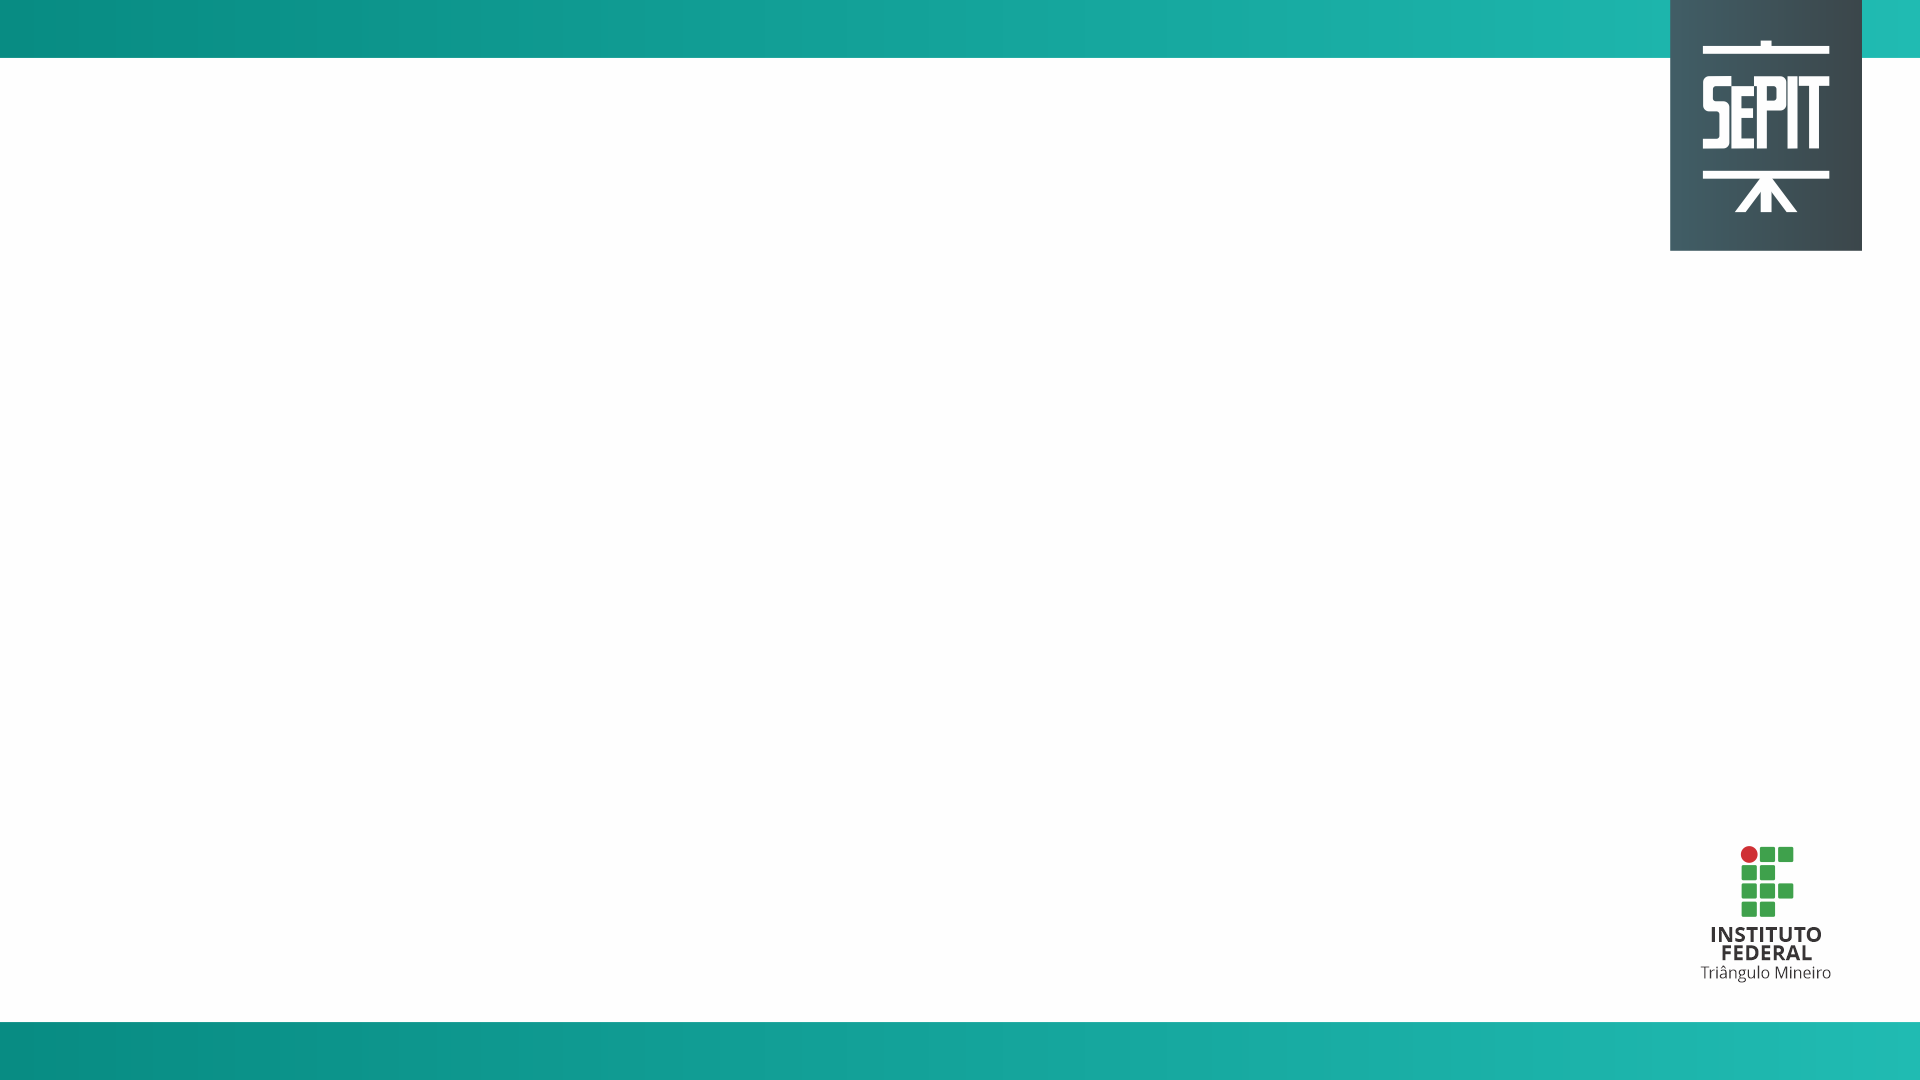 SEPIT
INSTITUTO
FEDERAL
Triângulo Mineiro